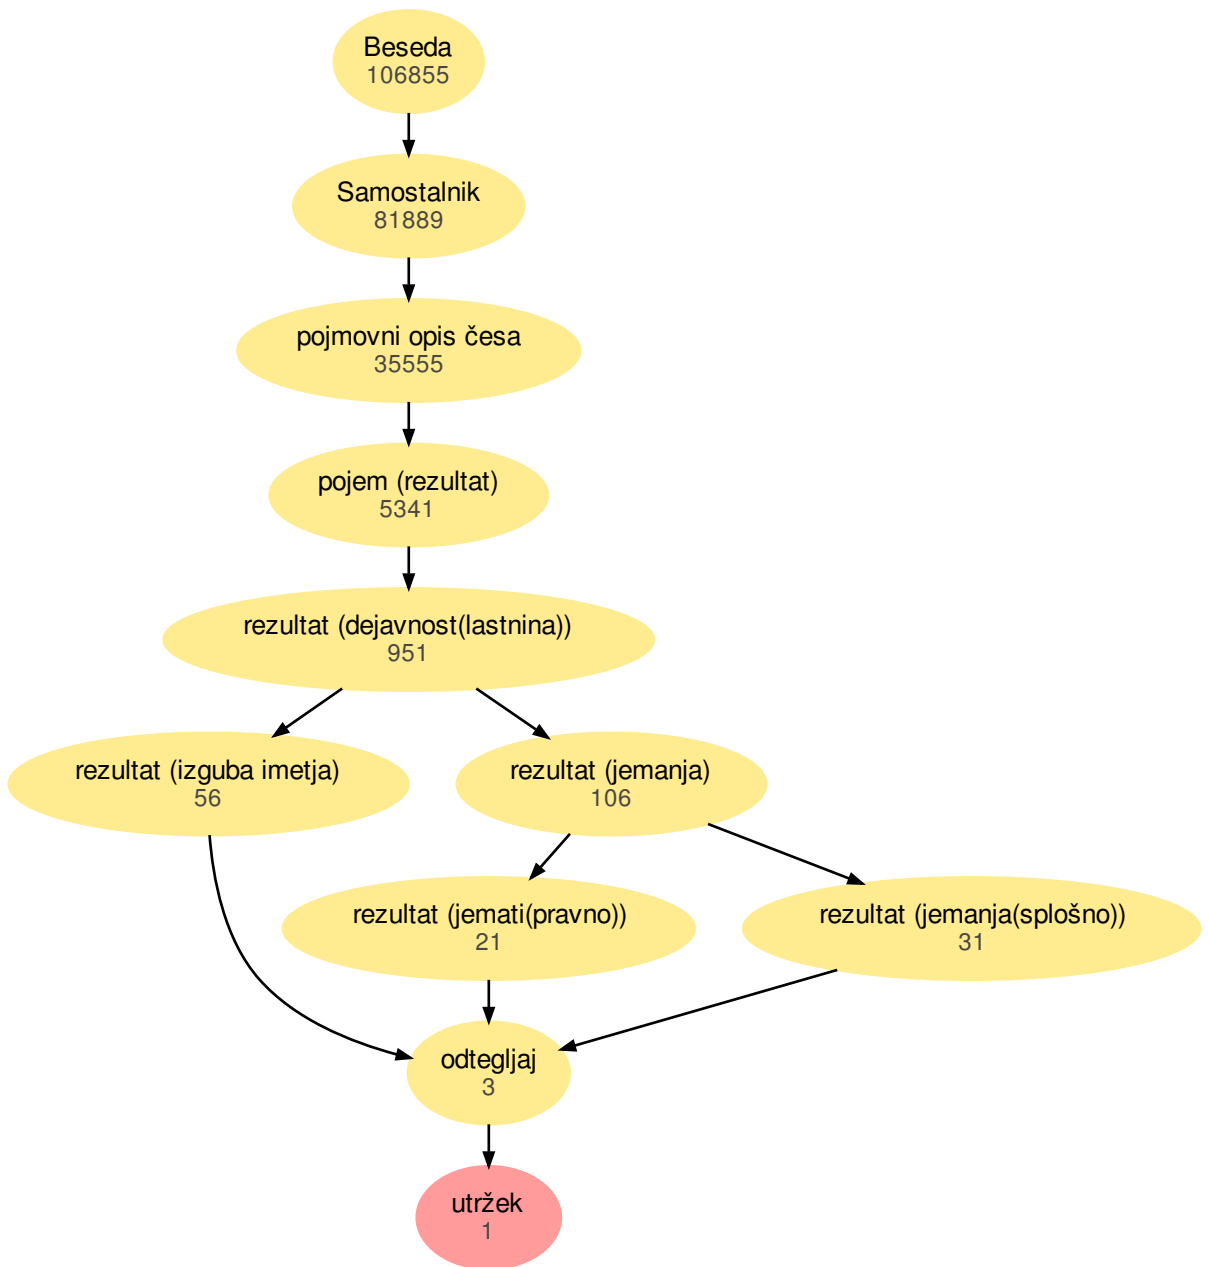 Beseda
106855
Samostalnik
81889
pojmovni opis česa
35555
pojem (rezultat)
5341
rezultat (dejavnost(lastnina))
951
rezultat (izguba imetja)
56
rezultat (jemanja)
106
rezultat (jemati(pravno))
21
rezultat (jemanja(splošno))
31
odtegljaj
3
utržek
1